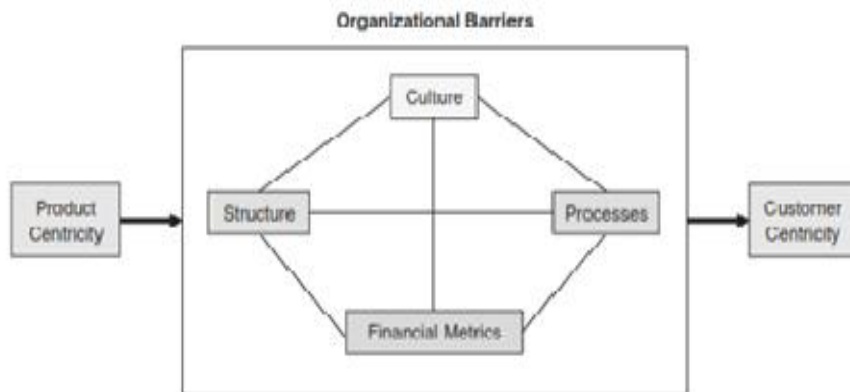 Organizational Barriers
Culture
Product
Centricity
Structure
Processes
Customer
Centricity
Financial Metrics